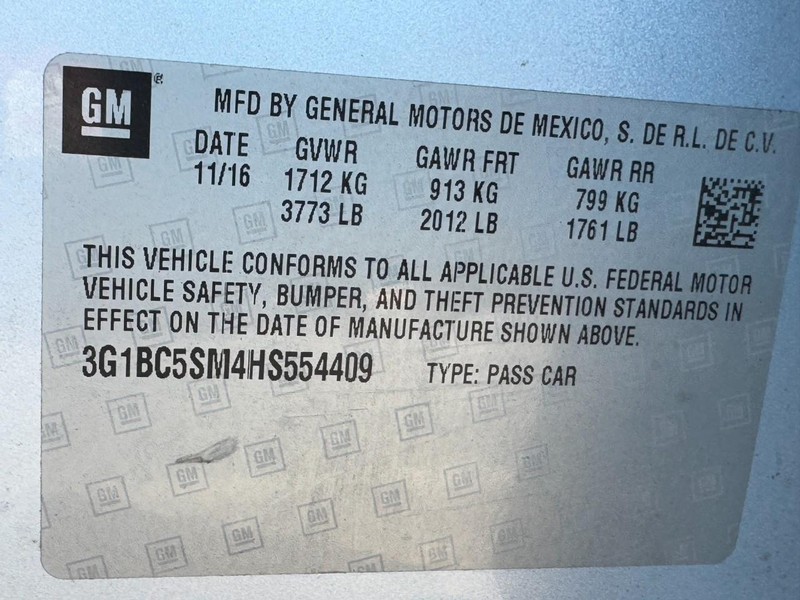 GM ®
MFD BY GENERAL MOTORS DE MEXICO, S. DE R.L. DE C.V.
DATE GVWR GAWR FRT GAWR RR
11/16 1712 KG 913 KG 799 KG
3773 LB 2012 LB 1761 LB
THIS VEHICLE CONFORMS TO ALL APPLICABLE U.S. FEDERAL MOTOR
VEHICLE SAFETY, BUMPER, AND THEFT PREVENTION STANDARDS IN
EFFECT ON THE DATE OF MANUFACTURE SHOWN ABOVE.
3G1BC5SM4HS554409 TYPE: PASS CAR